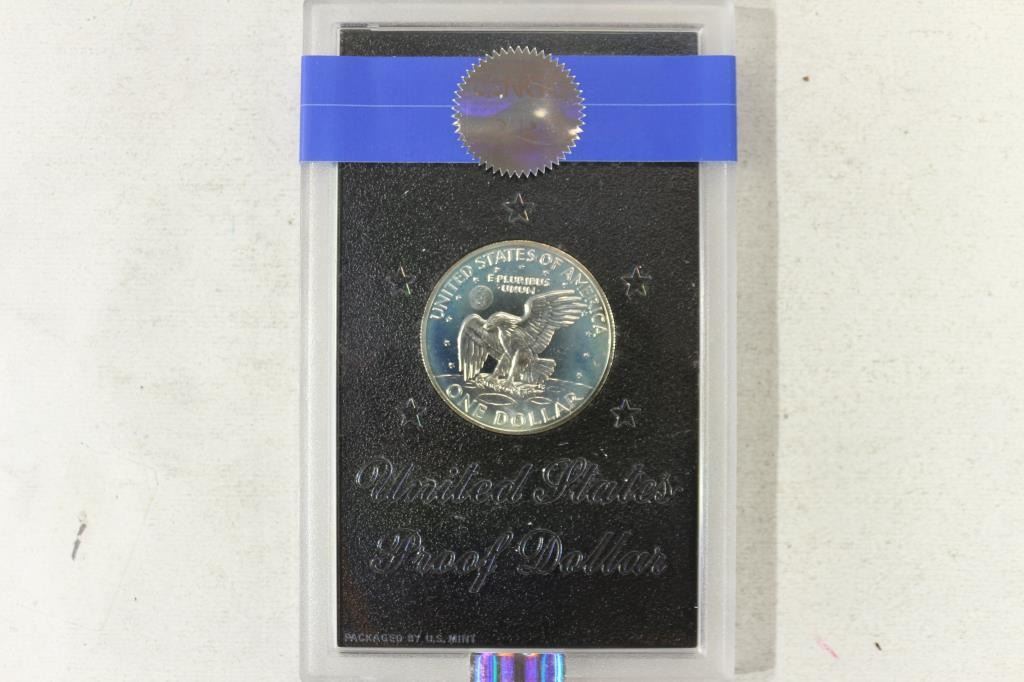 UNITED STATES OF AMERICA
E·PLURIBUS
·UNUM·
ONE DOLLAR
United States
Proof Dollar
PACKAGED BY U.S. MINT